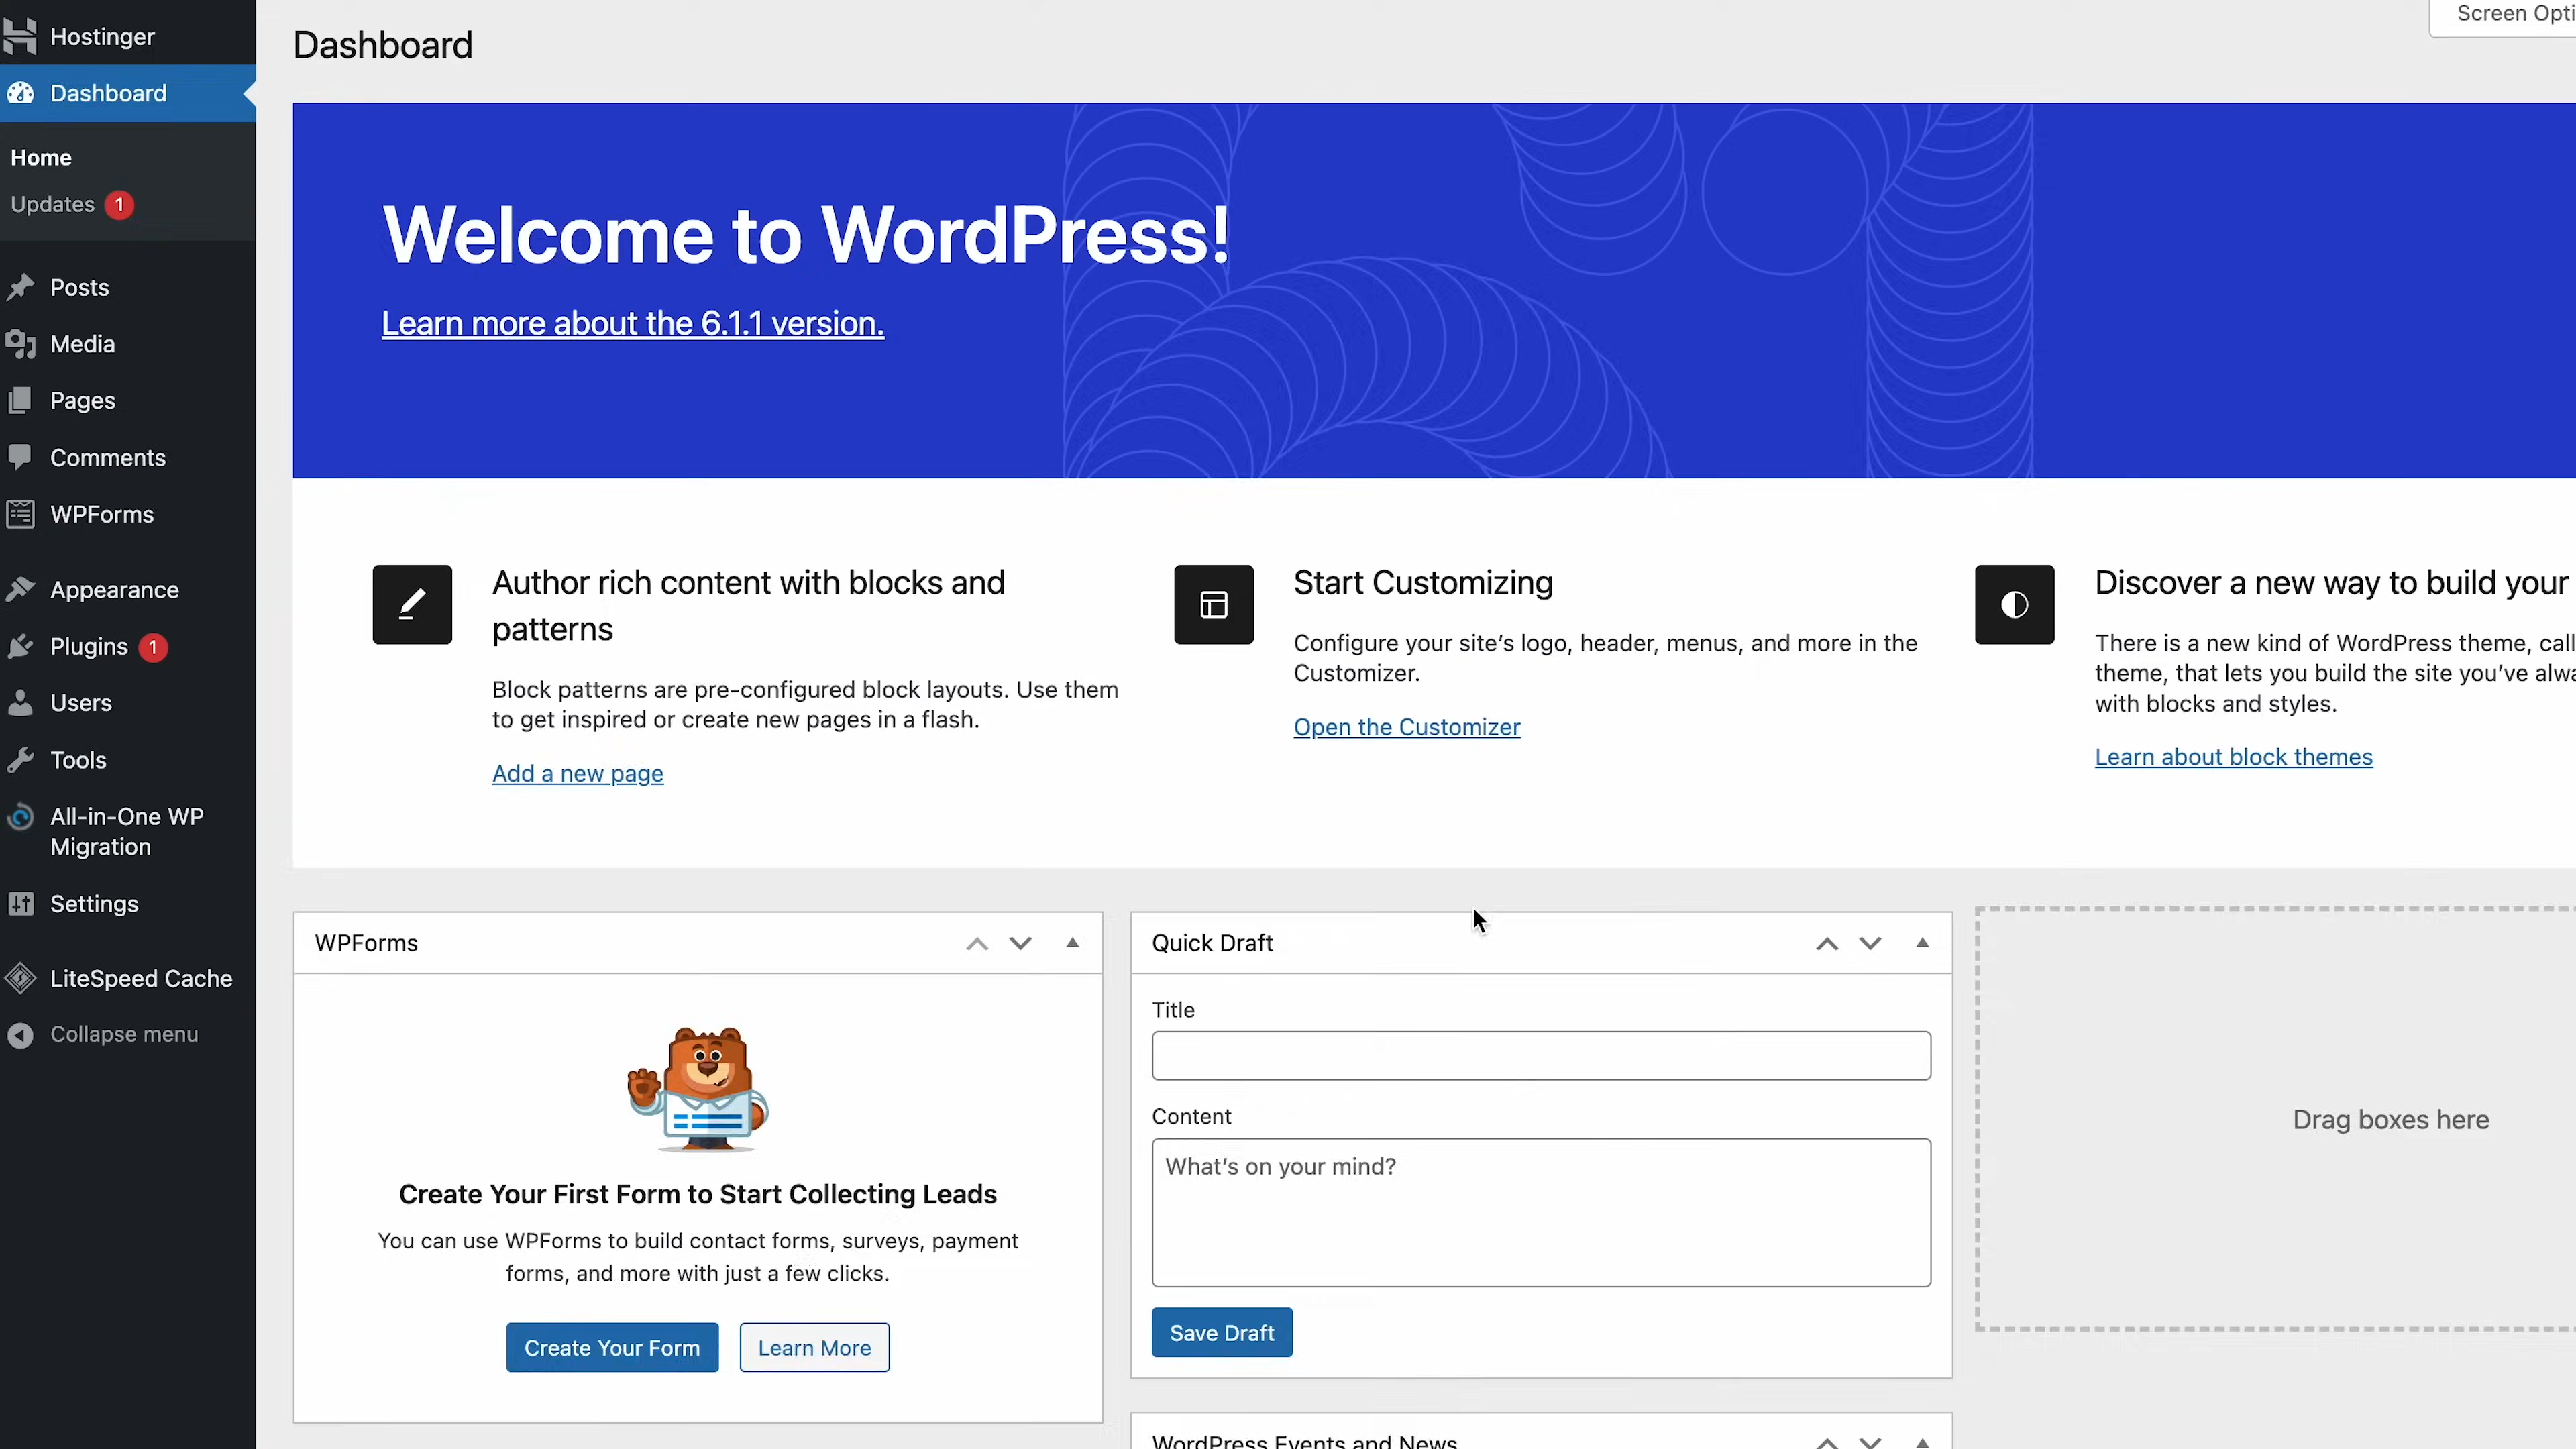 Hostinger
Dashboard
Home
Updates 1
Posts
Media
Pages
Comments
WPForms
Appearance
Plugins 1
Users
Tools
All-in-One WP
Migration
Settings
LiteSpeed Cache
Collapse menu
Screen Opti
Dashboard
Welcome to WordPress!
Learn more about the 6.1.1 version.
Author rich content with blocks and
patterns
Block patterns are pre-configured block layouts. Use them
to get inspired or create new pages in a flash.
Add a new page
Start Customizing
Configure your site's logo, header, menus, and more in the
Customizer.
Open the Customizer
Discover a new way to build your
There is a new kind of WordPress theme, call
theme, that lets you build the site you've alwa
with blocks and styles.
Learn about block themes
WPForms
Create Your First Form to Start Collecting Leads
You can use WPForms to build contact forms, surveys, payment
forms, and more with just a few clicks.
Create Your Form
Learn More
Quick Draft
Title
Content
What's on your mind?
Save Draft
WordPress Events and News
Drag boxes here